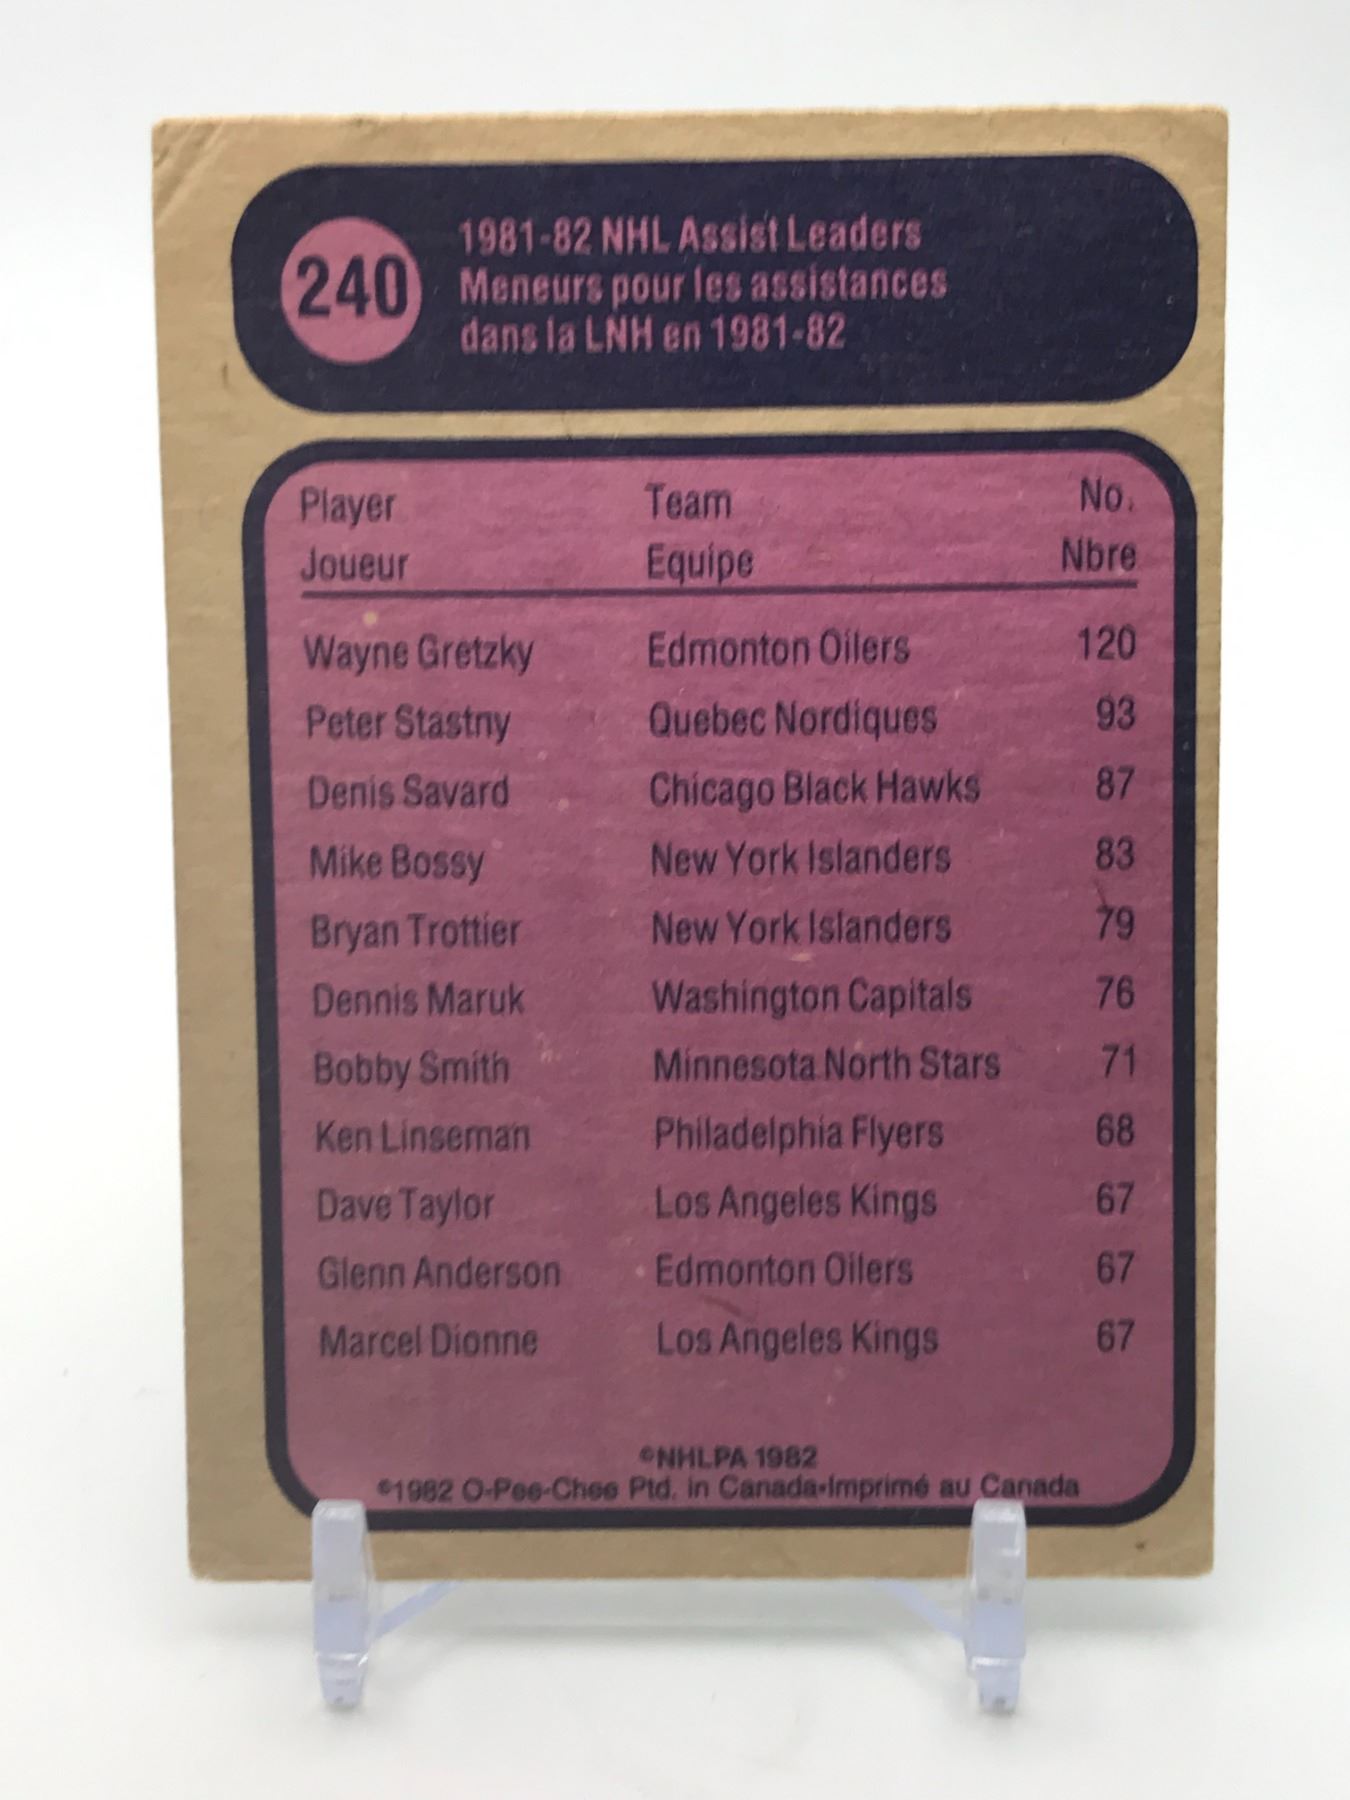 240
1981-82 NHL Assist Leaders
Meneurs pour les assistances
dans la LNH en 1981-82
Player Team No.
Joueur Equipe Nbre
Wayne Gretzky Edmonton Oilers 120
Peter Stastny Quebec Nordiques 93
Denis Savard Chicago Black Hawks 87
Mike Bossy New York Islanders 83
Bryan Trottier New York Islanders 79
Dennis Maruk Washington Capitals 76
Bobby Smith Minnesota North Stars 71
Ken Linseman Philadelphia Flyers 68
Dave Taylor Los Angeles Kings 67
Glenn Anderson Edmonton Oilers 67
Marcel Dionne Los Angeles Kings 67
©NHLPA 1982
©1982 O-Pee-Chee Ptd. in Canada•Imprimé au Canada